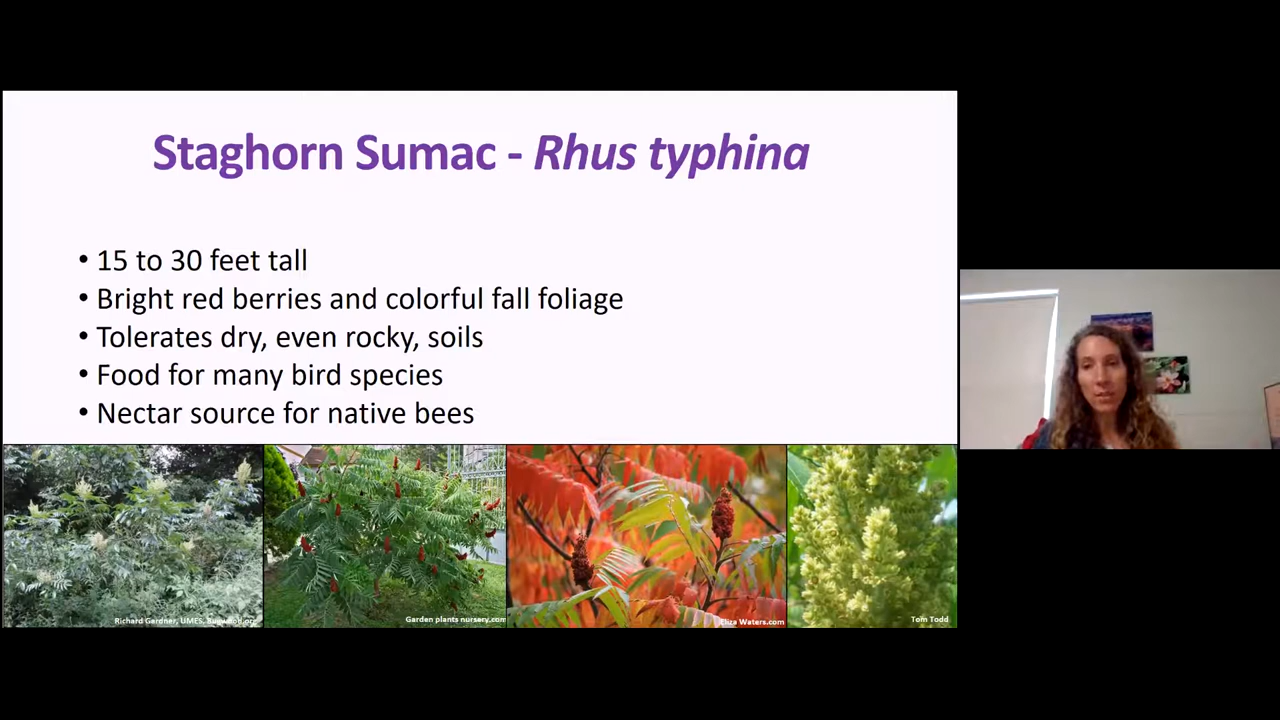 Staghorn Sumac - Rhus typhina
• 15 to 30 feet tall
• Bright red berries and colorful fall foliage
• Tolerates dry, even rocky, soils
• Food for many bird species
• Nectar source for native bees
Richard Gardner, UMES, Bugwood.org
Garden plants nursery.com
Eliza Waters.com
Tom Todd